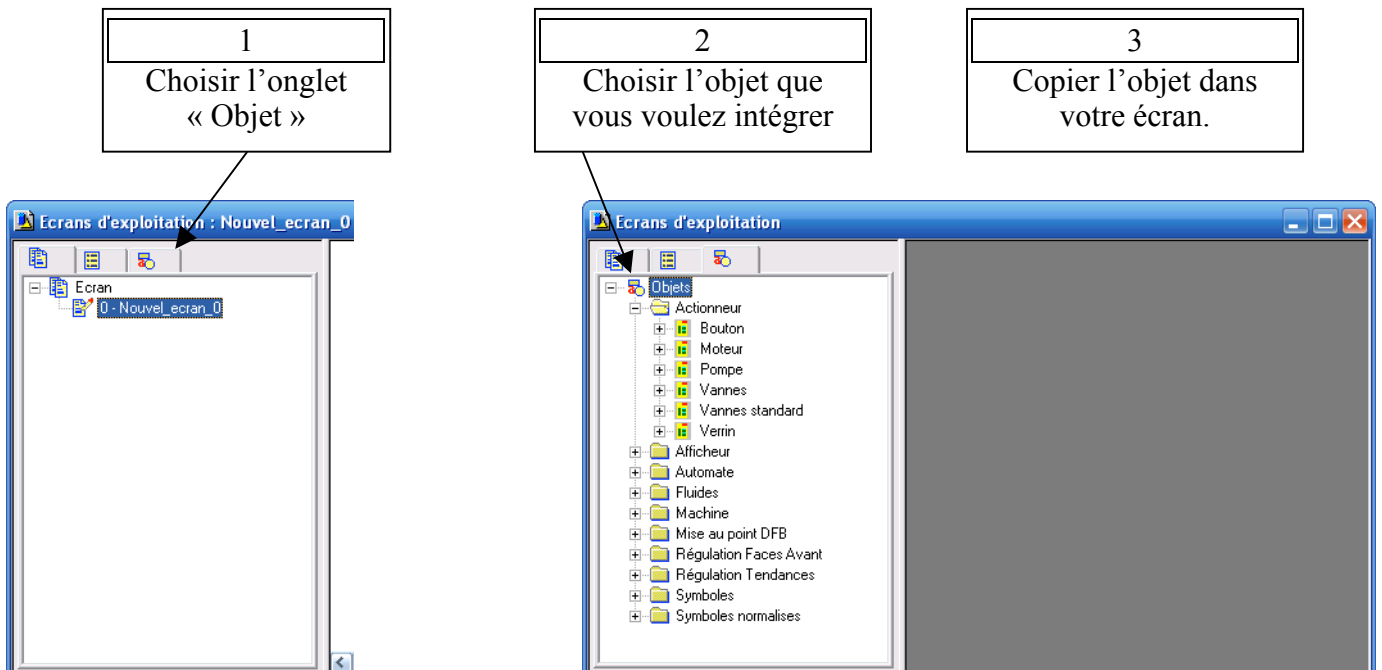 1
Choisir l’onglet
« Objet »
2
Choisir l’objet que
vous voulez intégrer
3
Copier l’objet dans
votre écran.
Ecrans d'exploitation : Nouvel_ecran_0
Ecran
0 - Nouvel_ecran_0
Ecrans d'exploitation
Objets
Actionneur
Bouton
Moteur
Pompe
Vannes
Vannes standard
Verrin
Afficheur
Automate
Fluides
Machine
Mise au point DFB
Régulation Faces Avant
Régulation Tendances
Symboles
Symboles normalises